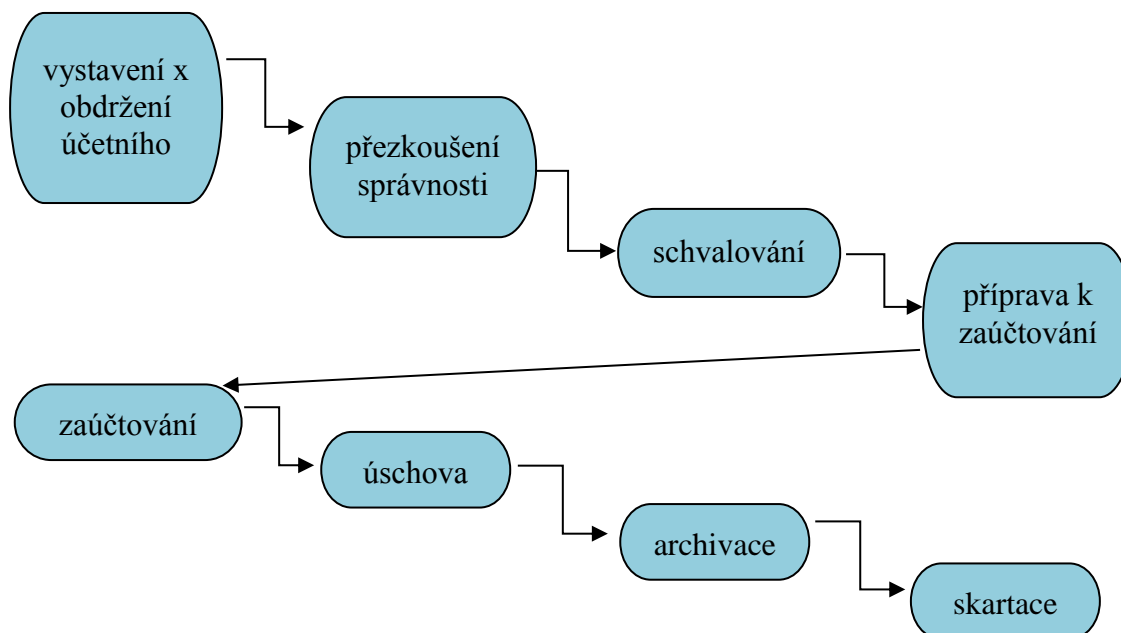 vystavení x
obdržení
účetního
přezkoušení
správnosti
schvalování
příprava k
zaúčtování
zaúčtování
úschova
archivace
skartace